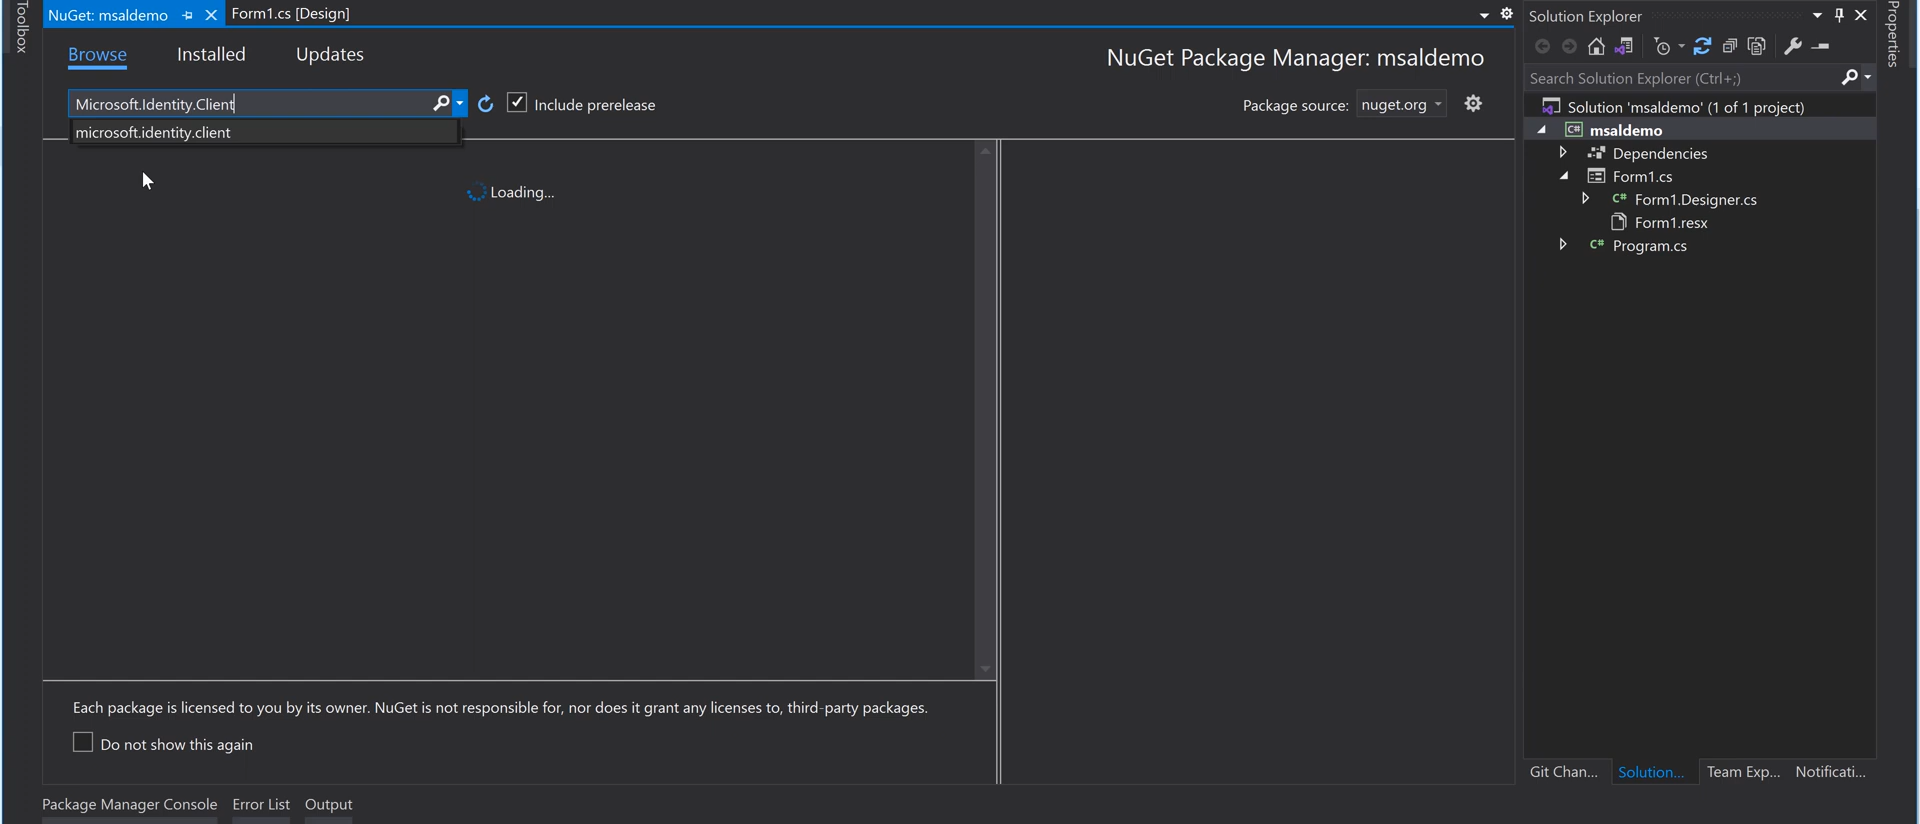 Toolbox
NuGet: msaldemo
Form1.cs [Design]
Browse
Installed
Updates
NuGet Package Manager: msaldemo
Microsoft.Identity.Client
Include prerelease
Package source:
nuget.org
microsoft.identity.client
Loading...
Each package is licensed to you by its owner. NuGet is not responsible for, nor does it grant any licenses to, third-party packages.
Do not show this again
Package Manager Console
Error List
Output
Solution Explorer
Search Solution Explorer (Ctrl+;)
Solution 'msaldemo' (1 of 1 project)
C# msaldemo
Dependencies
Form1.cs
C# Form1.Designer.cs
Form1.resx
C# Program.cs
Git Chan...
Solution...
Team Exp...
Notificati...
Properties